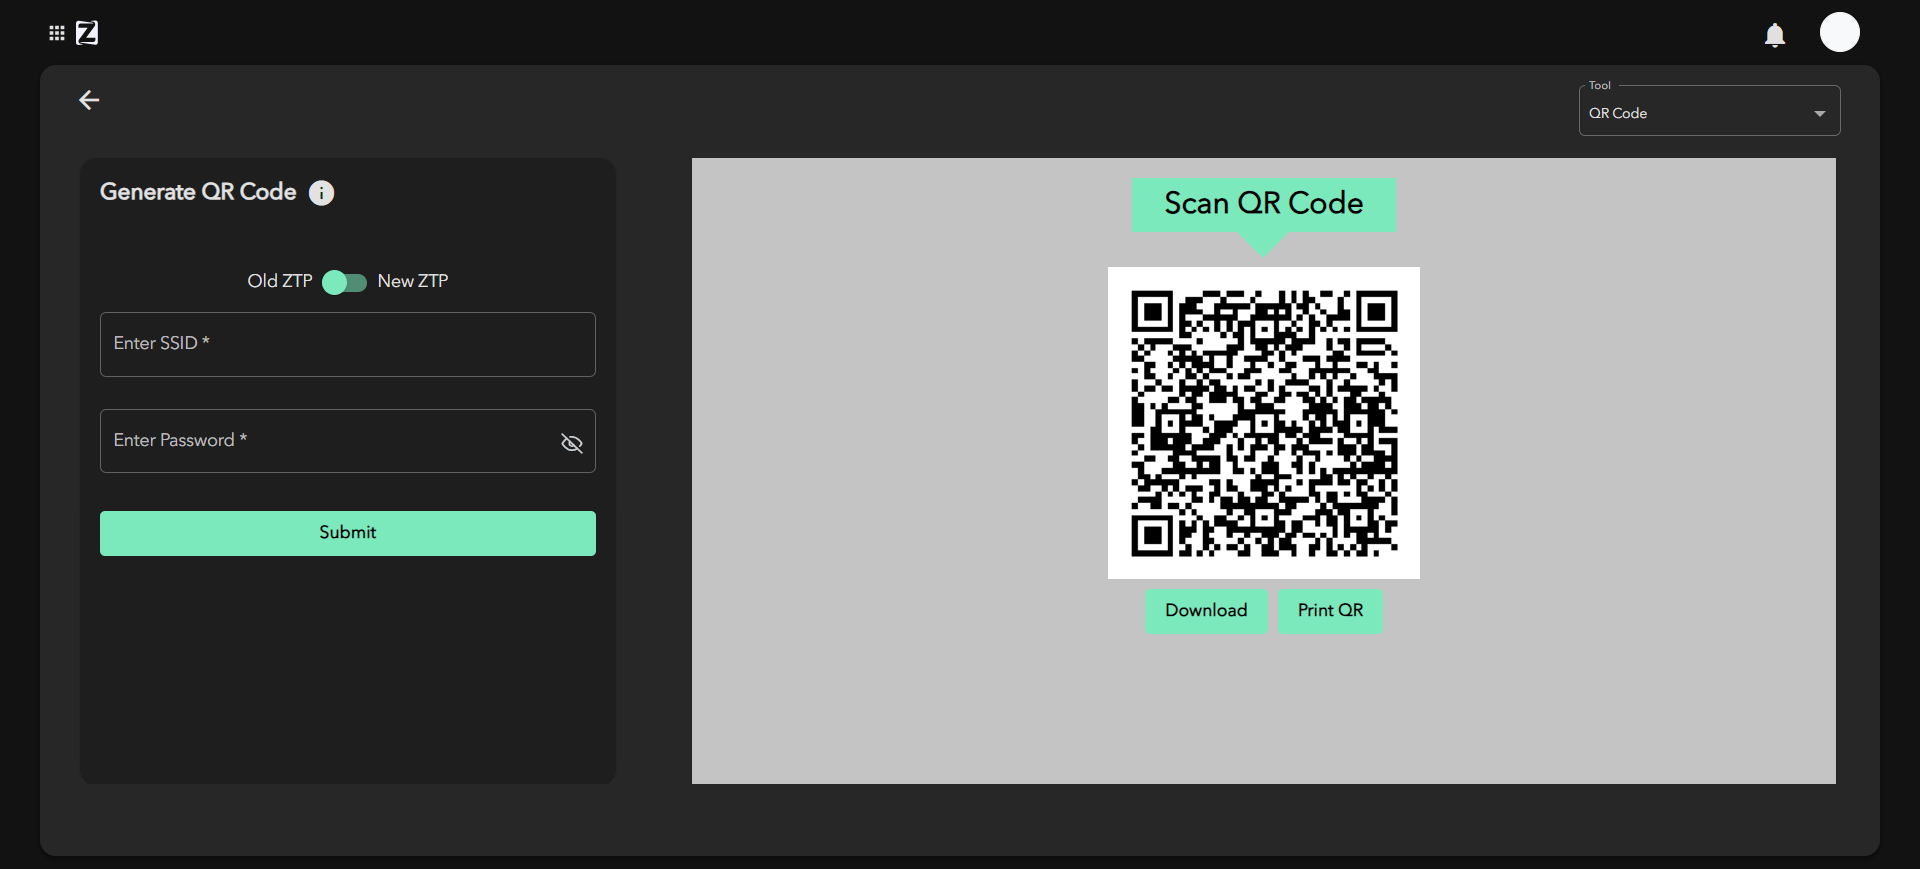 Z
Tool
QR Code
Generate QR Code i
Old ZTP New ZTP
Enter SSID *
Enter Password *
Submit
Scan QR Code
Download Print QR